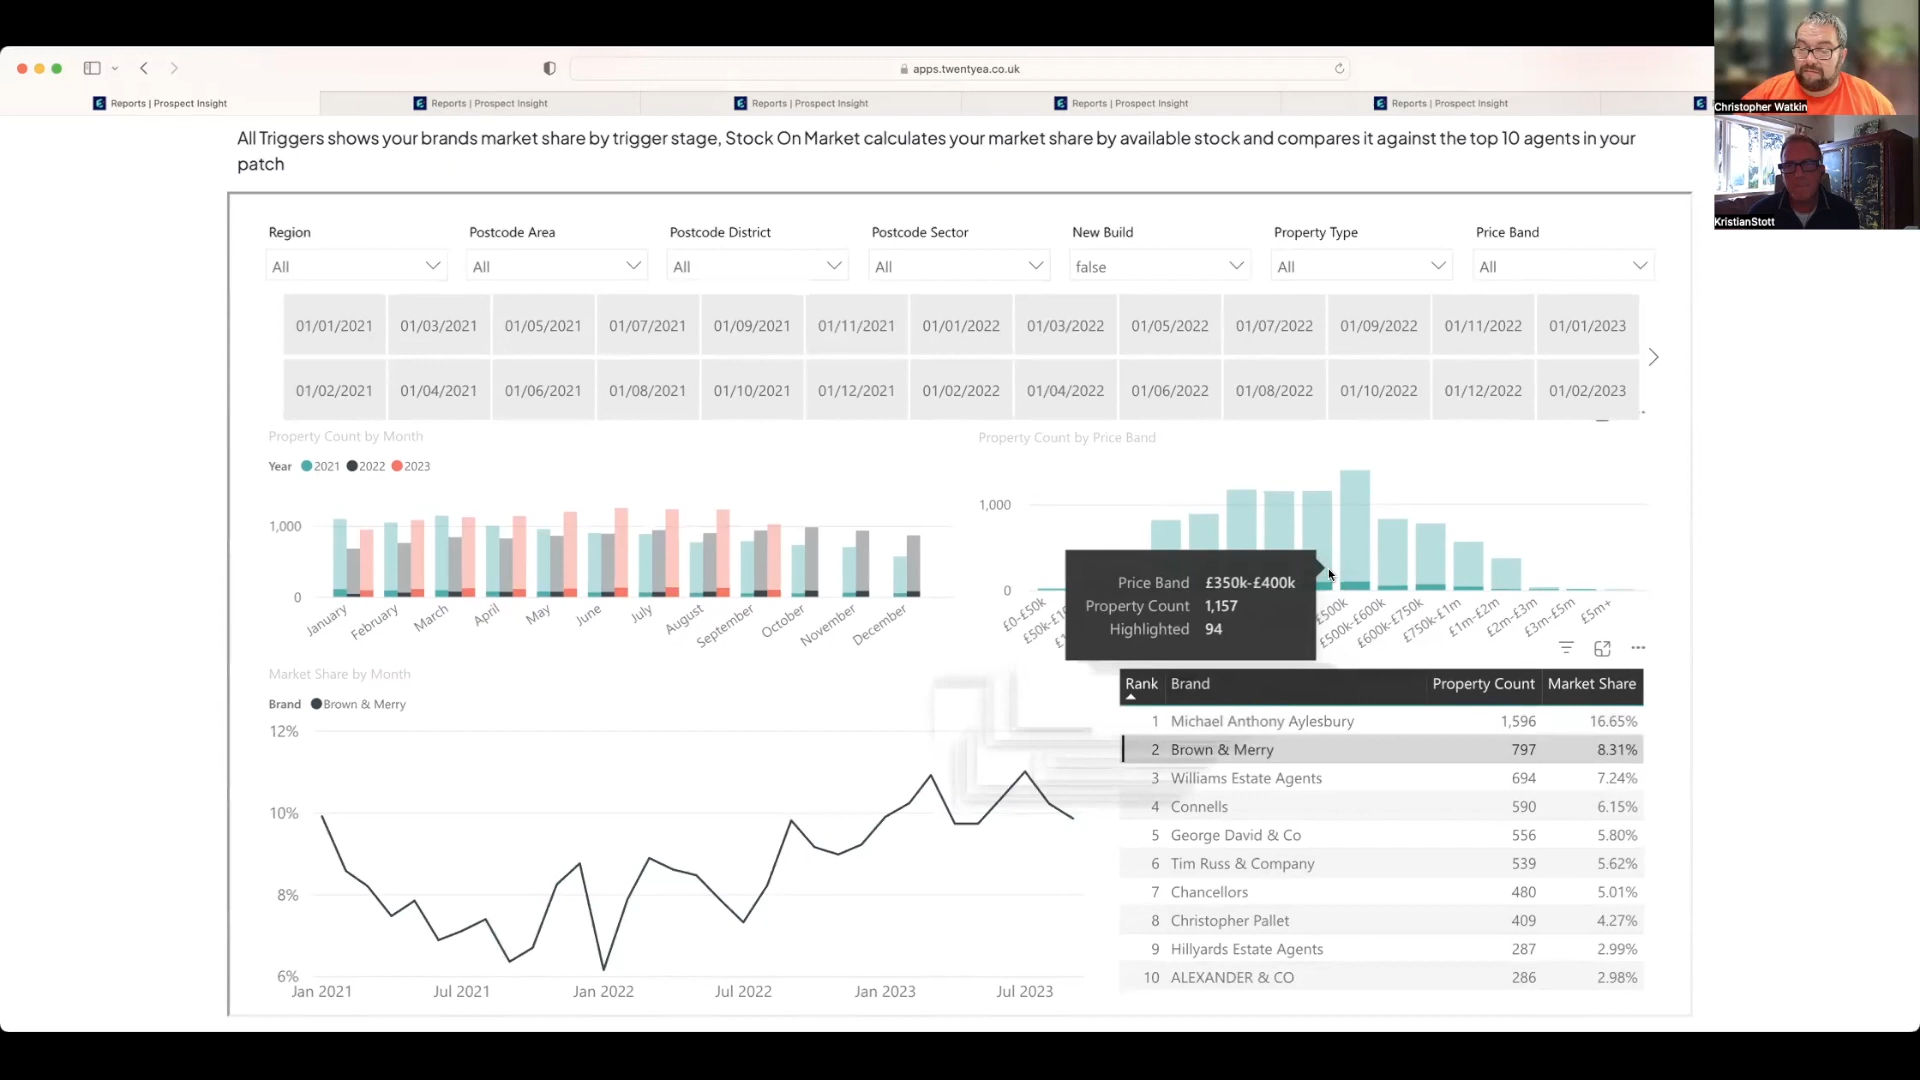 Christopher Watkin
KristianStott
apps.twentyea.co.uk
Reports | Prospect Insight
Reports | Prospect Insight
Reports | Prospect Insight
Reports | Prospect Insight
Reports | Prospect Insight
All Triggers shows your brands market share by trigger stage, Stock On Market calculates your market share by available stock and compares it against the top 10 agents in your
patch
Region Postcode Area Postcode District Postcode Sector New Build Property Type Price Band
All All All All false All All
01/01/2021 01/03/2021 01/05/2021 01/07/2021 01/09/2021 01/11/2021 01/01/2022 01/03/2022 01/05/2022 01/07/2022 01/09/2022 01/11/2022 01/01/2023
01/02/2021 01/04/2021 01/06/2021 01/08/2021 01/10/2021 01/12/2021 01/02/2022 01/04/2022 01/06/2022 01/08/2022 01/10/2022 01/12/2022 01/02/2023
Property Count by Month
Year 2021 2022 2023
1,000
0
January February March April May June July August September October November December
Property Count by Price Band
1,000
0
£0-£50k £500k-£600k £600k-£750k £750k-£1m £1m-£2m £2m-£3m £3m-£5m £5m+
Price Band £350k-£400k
Property Count 1,157
Highlighted 94
Market Share by Month
Brand Brown & Merry
12%
10%
8%
6%
Jan 2021 Jul 2021 Jan 2022 Jul 2022 Jan 2023 Jul 2023
Rank Brand Property Count Market Share
1 Michael Anthony Aylesbury 1,596 16.65%
2 Brown & Merry 797 8.31%
3 Williams Estate Agents 694 7.24%
4 Connells 590 6.15%
5 George David & Co 556 5.80%
6 Tim Russ & Company 539 5.62%
7 Chancellors 480 5.01%
8 Christopher Pallet 409 4.27%
9 Hillyards Estate Agents 287 2.99%
10 ALEXANDER & CO 286 2.98%